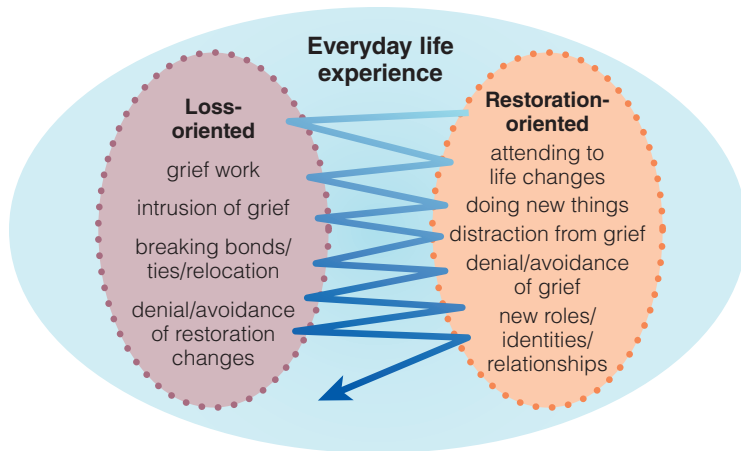 Everyday life
experience
Loss-
oriented
grief work
intrusion of grief
breaking bonds/
ties/relocation
denial/avoidance
of restoration
changes
Restoration-
oriented
attending to
life changes
doing new things
distraction from grief
denial/avoidance
of grief
new roles/
identities/
relationships